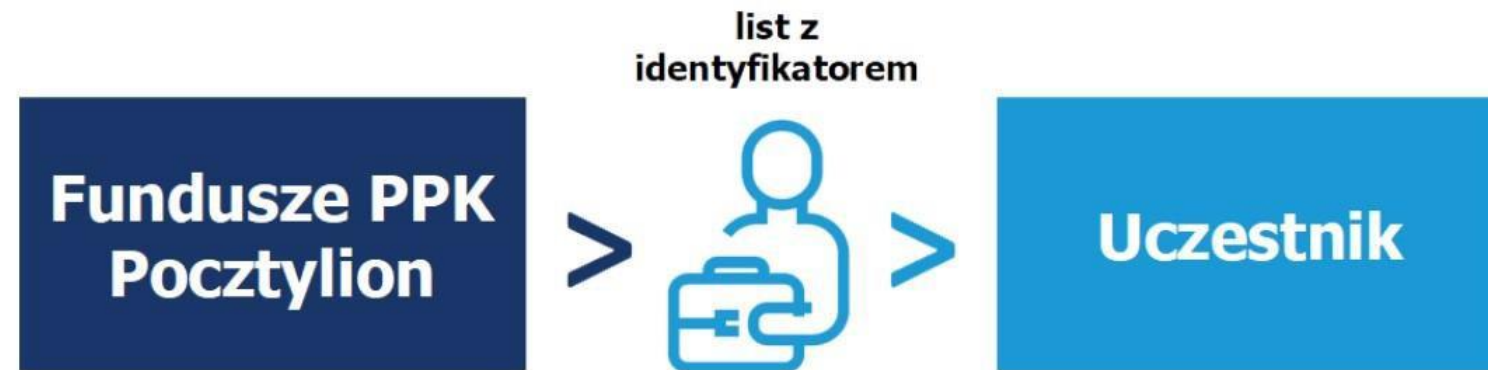 list z
identyfikatorem
Fundusze PPK
Pocztylion
>
>
Uczestnik